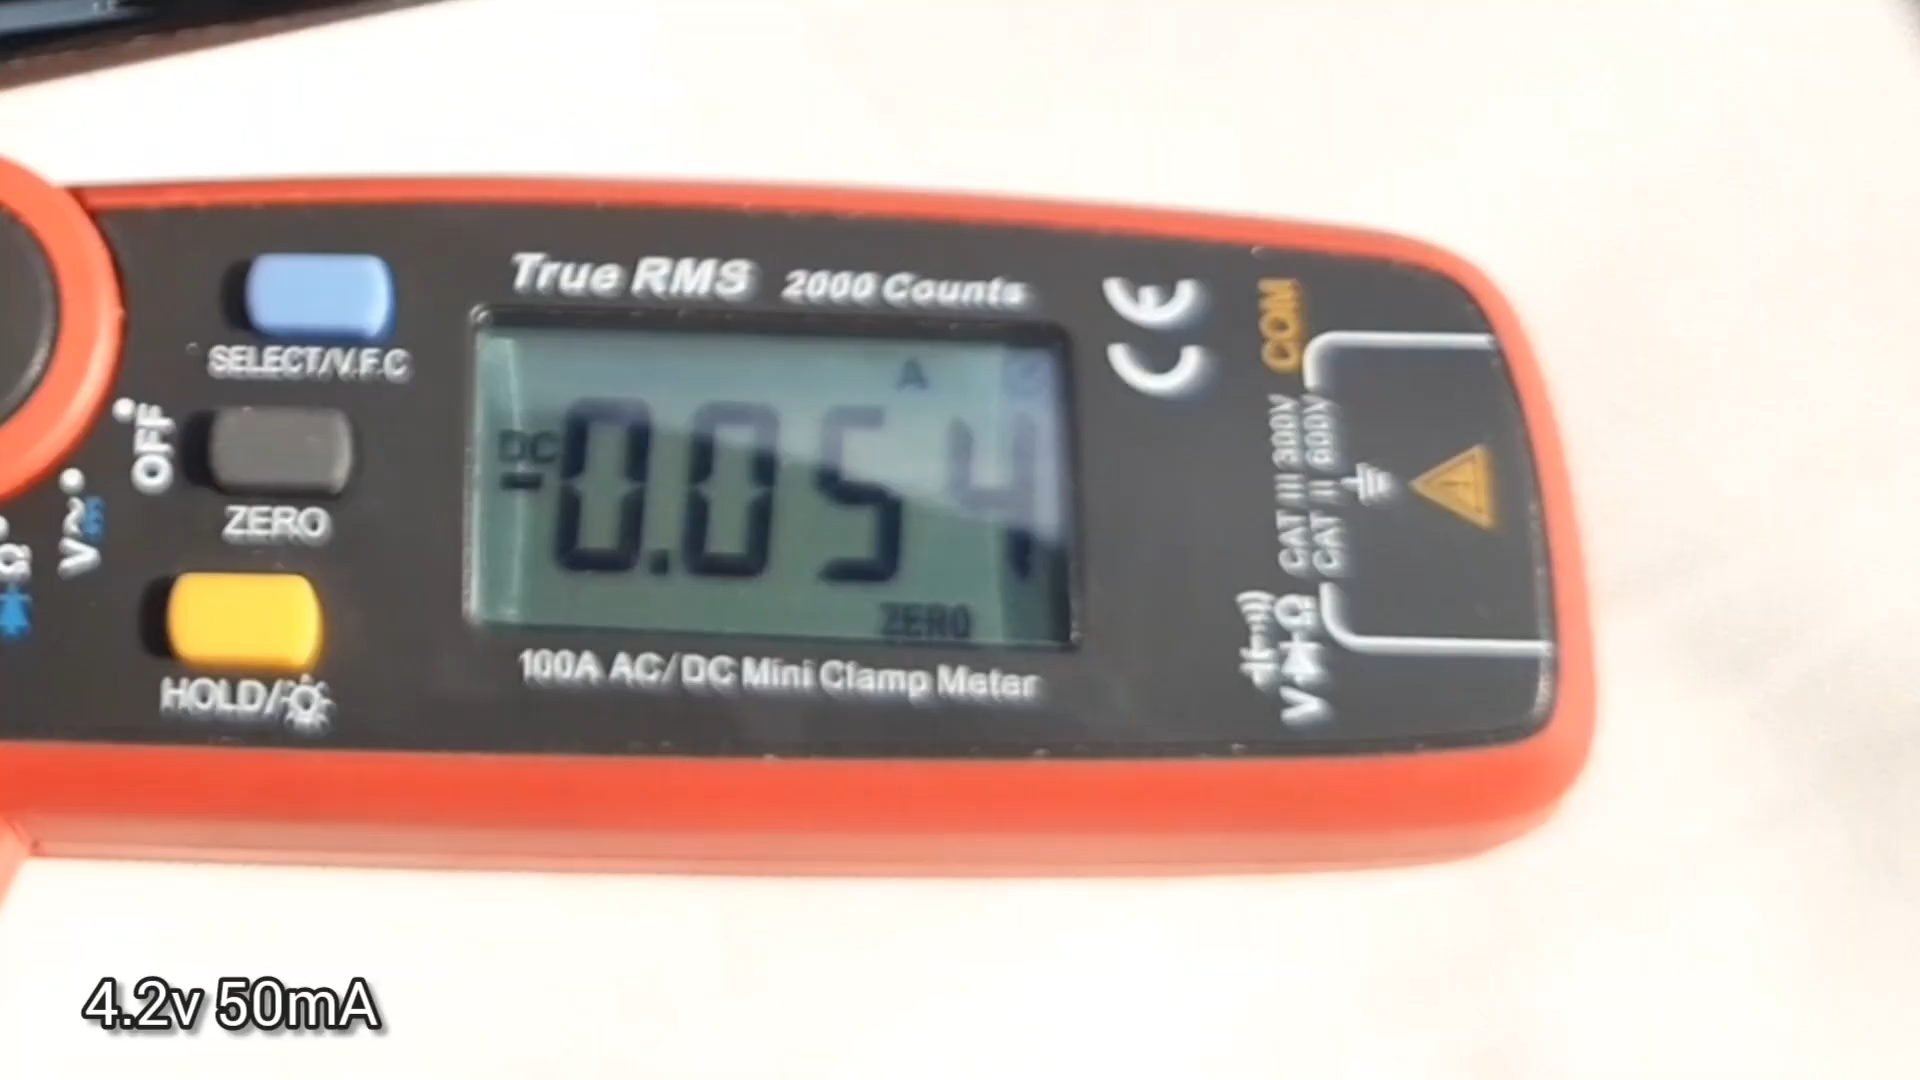 True RMS 2000 Counts
CE
COM
SELECT/V.F.C
A
DC
-0.054
OFF
ZERO
V
ZERO
CAT III 300V
CAT II 600V
Ω
HOLD/
100A AC/DC Mini Clamp Meter
VΩ
4.2v 50mA